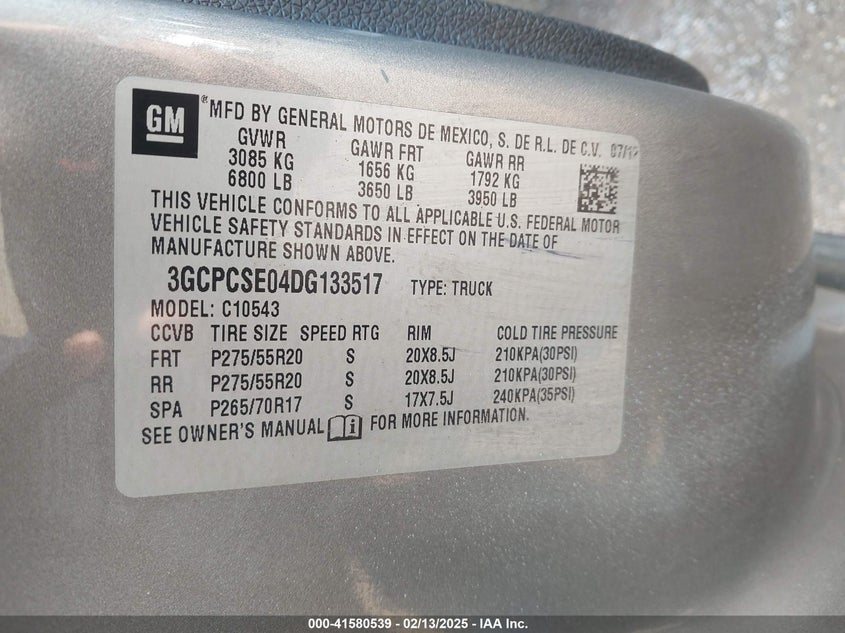 GM ® MFD BY GENERAL MOTORS DE MEXICO, S. DE R.L. DE C.V.
GVWR GAWR FRT GAWR RR
3085 KG 1656 KG 1792 KG
6800 LB 3650 LB 3950 LB
THIS VEHICLE CONFORMS TO ALL APPLICABLE U.S. FEDERAL MOTOR
VEHICLE SAFETY STANDARDS IN EFFECT ON THE DATE OF
MANUFACTURE SHOWN ABOVE.
3GCPCSE04DG133517 TYPE: TRUCK
MODEL: C10543
CCVB TIRE SIZE SPEED RTG RIM COLD TIRE PRESSURE
FRT P275/55R20 S 20X8.5J 210KPA(30PSI)
RR P275/55R20 S 20X8.5J 210KPA(30PSI)
SPA P265/70R17 S 17X7.5J 240KPA(35PSI)
SEE OWNER'S MANUAL i FOR MORE INFORMATION.
000-41580539 - 02/13/2025 - IAA Inc.